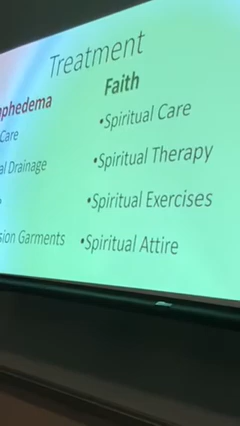 Treatment
phedema
Faith
Care
•Spiritual Care
al Drainage
•Spiritual Therapy
•Spiritual Exercises
sion Garments
•Spiritual Attire